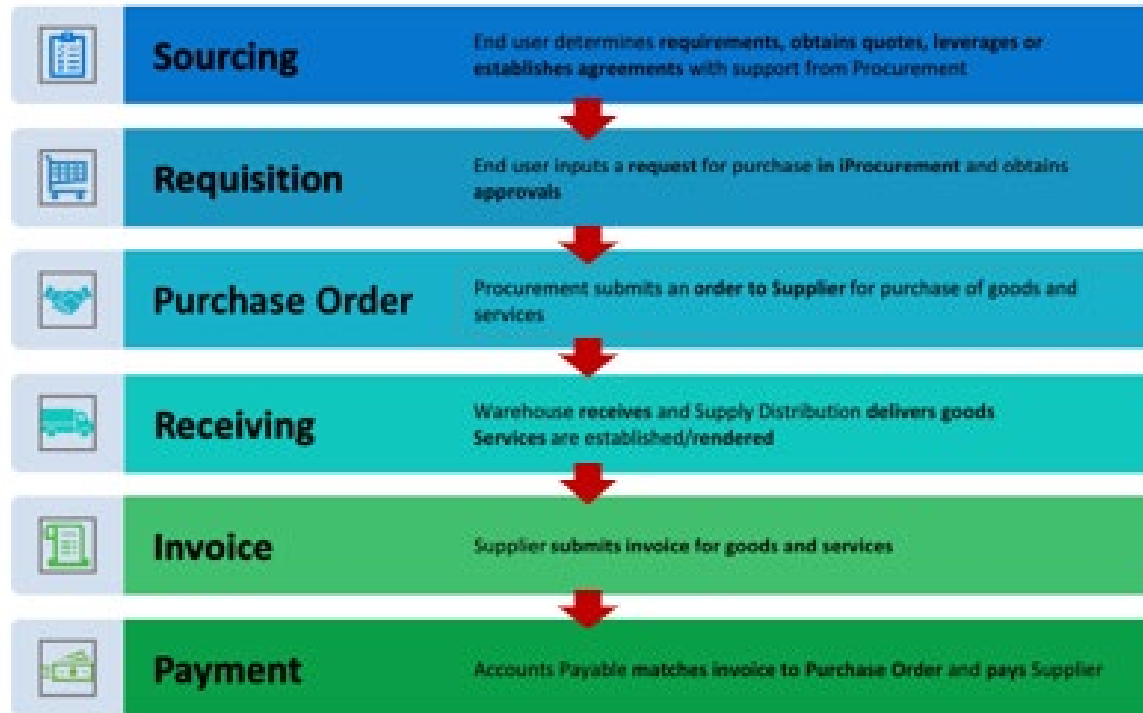 Sourcing
End user determines requirements, obtains quotes, leverages or
establishes agreements with support from Procurement
Requisition
End user inputs a request for purchase in iProcurement and obtains
approvals
Purchase Order
Procurement submits an order to Supplier for purchase of goods and
services
Receiving
Warehouse receives and Supply Distribution delivers goods
Services are established/rendered
Invoice
Supplier submits invoice for goods and services
Payment
Accounts Payable matches invoice to Purchase Order and pays Supplier